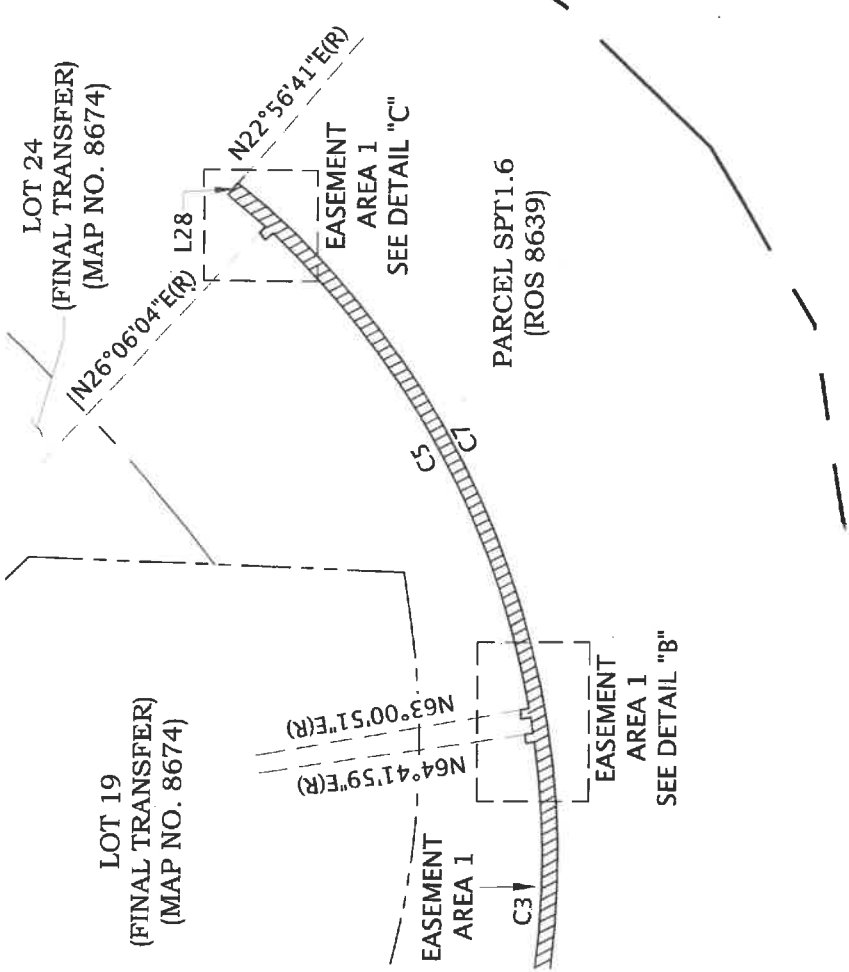 LOT 24
(FINAL TRANSFER)
(MAP NO. 8674)
L28
N22°56'41"E(R)
N26°06'04"E(R)
EASEMENT
AREA 1
SEE DETAIL "C"
PARCEL SPT1.6
(ROS 8639)
C5
C7
LOT 19
(FINAL TRANSFER)
(MAP NO. 8674)
N63°00'51"E(R)
N64°41'59"E(R)
EASEMENT
AREA 1
SEE DETAIL "B"
EASEMENT
AREA 1
C3